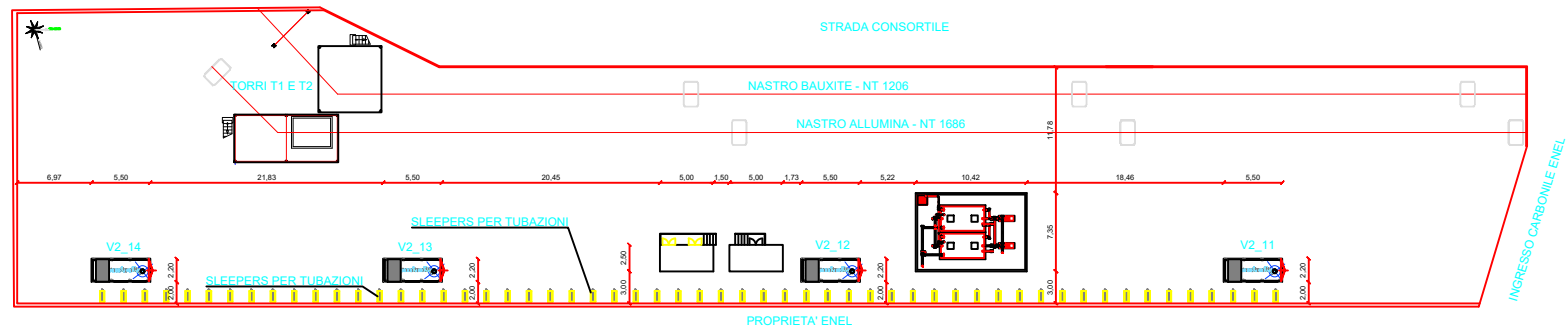 STRADA CONSORTILE
TORRI T1 E T2
NASTRO BAUXITE - NT 1206
NASTRO ALLUMINA - NT 1686
11,78
6,97
5,50
21,83
5,50
20,45
5,00
1,50
5,00
1,73
5,50
5,22
10,42
18,46
5,50
INGRESSO CARBONILE ENEL
SLEEPERS PER TUBAZIONI
7,35
V2_14
V2_13
V2_12
V2_11
2,20
2,20
2,50
2,20
2,20
SLEEPERS PER TUBAZIONI
2,00
2,00
3,00
2,00
3,00
2,00
PROPRIETA' ENEL